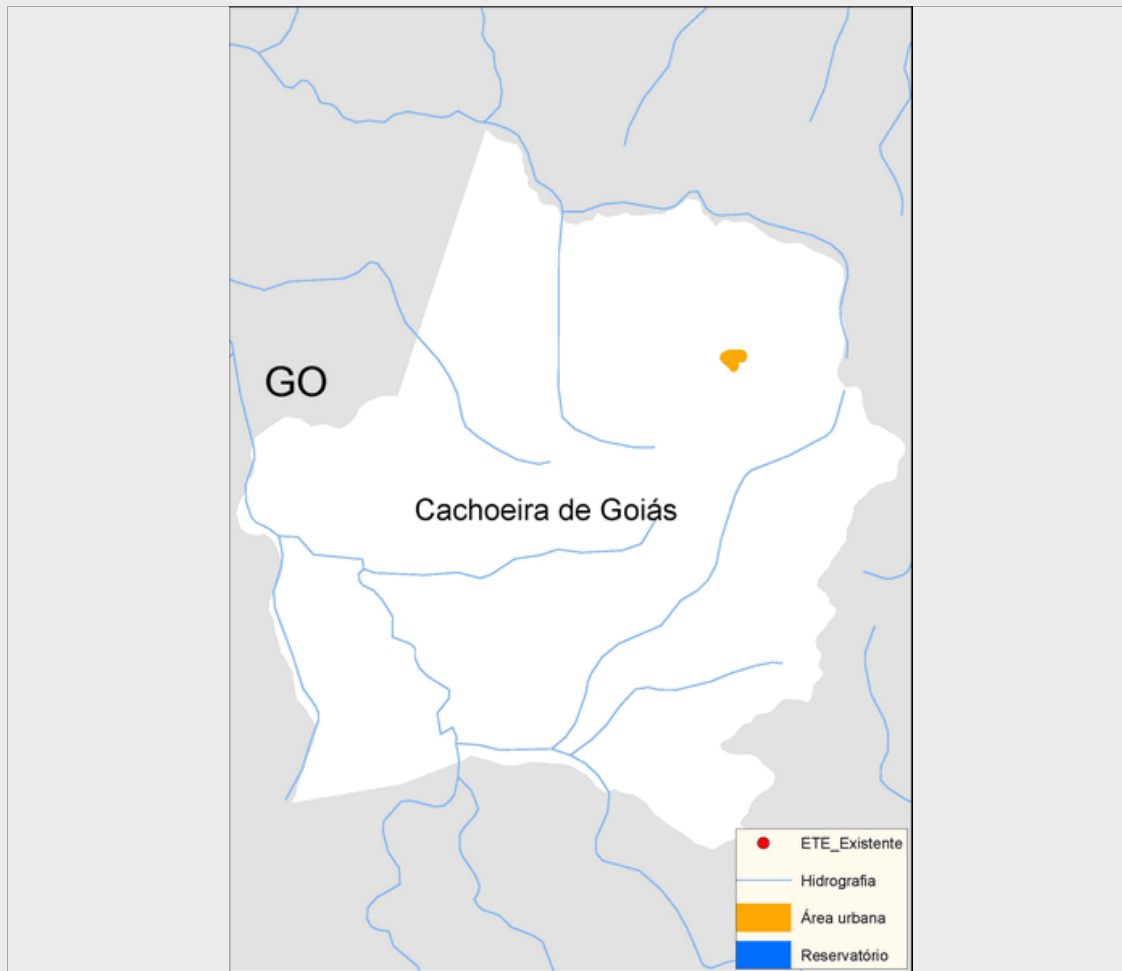 GO
Cachoeira de Goiás
ETE_Existente
Hidrografia
Área urbana
Reservatório